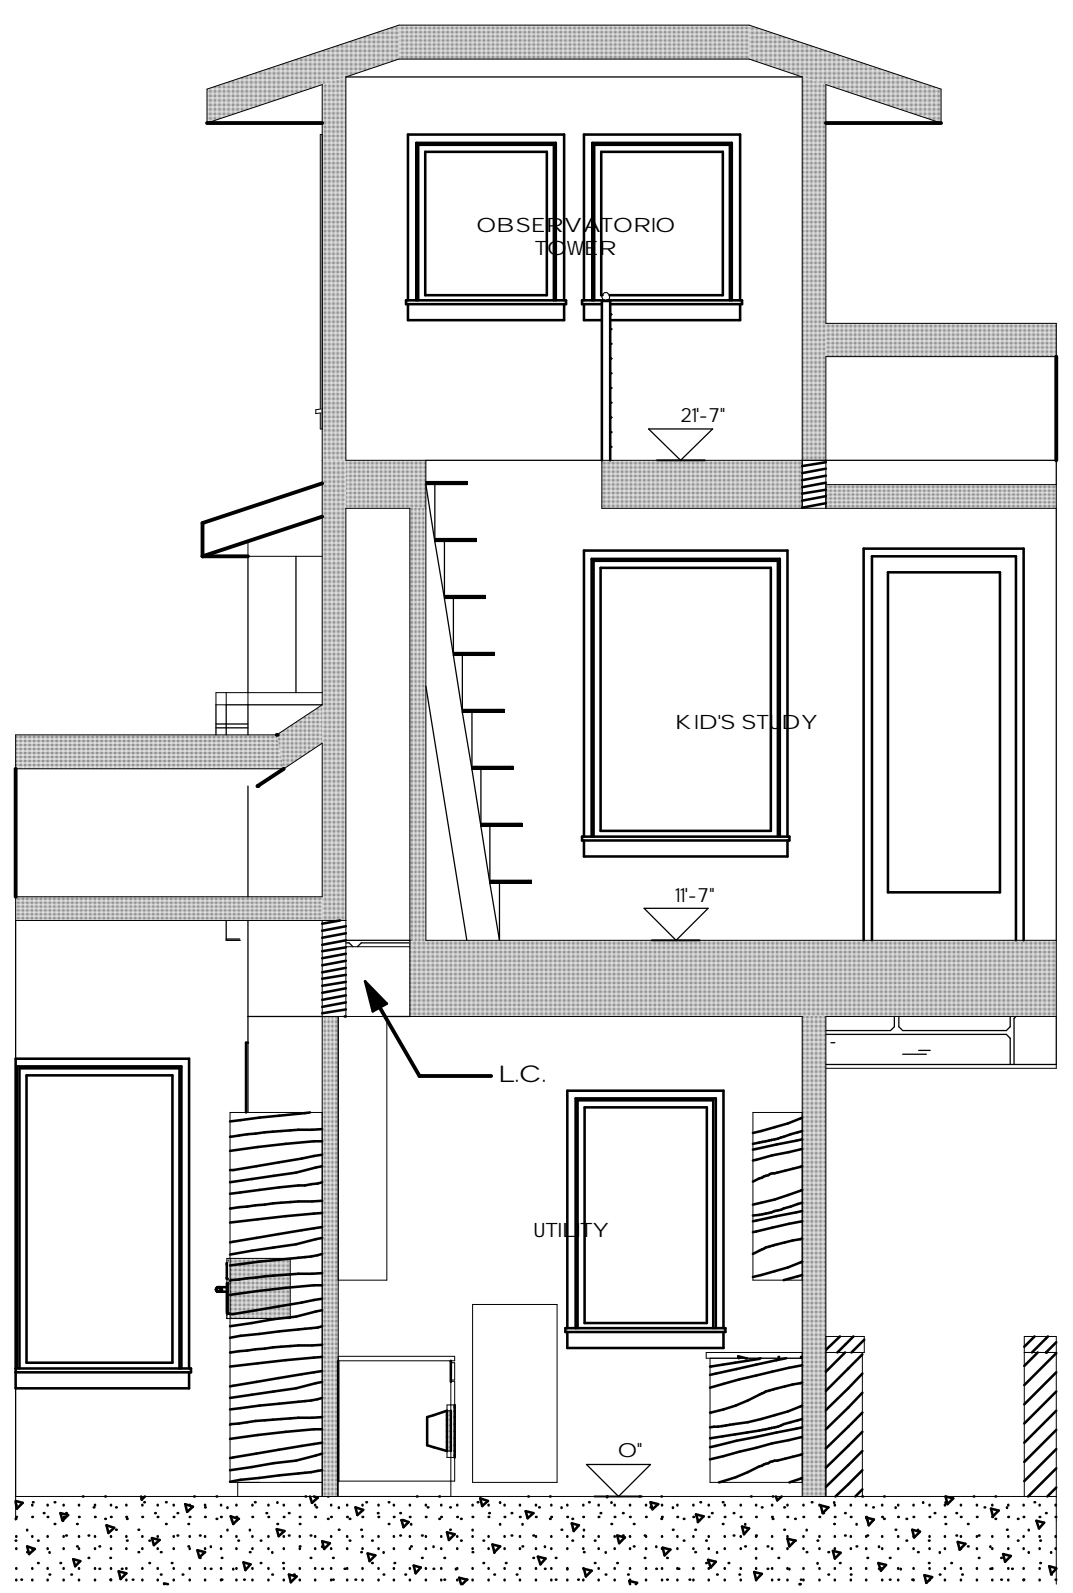 OBSERVATORIO
TOWER
21'-7"
KID'S STUDY
11'-7"
L.C.
UTILITY
0"